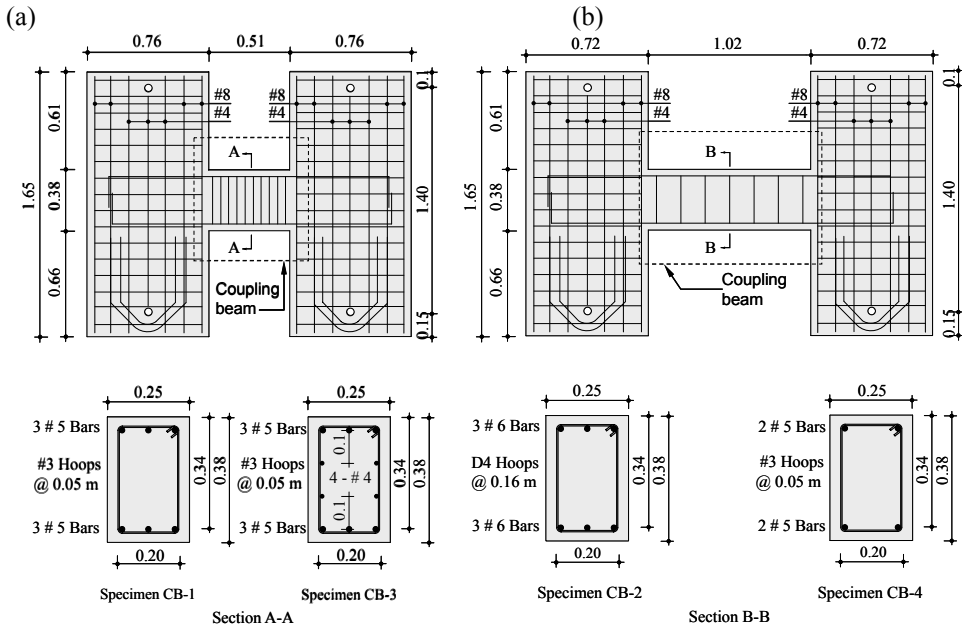 (a)
0.76 0.51 0.76
#8
#4
0.61
1.65
0.38
0.66
A
A
Coupling
beam
0.1
1.40
0.15
(b)
0.72 1.02 0.72
#8 #8
#4 #4
0.61
1.65
0.38
0.66
B
B
Coupling
beam
0.1
1.40
0.15
0.25
3 # 5 Bars
#3 Hoops
@ 0.05 m
3 # 5 Bars
0.34
0.38
0.20
Specimen CB-1
0.25
3 # 5 Bars
#3 Hoops
@ 0.05 m
3 # 5 Bars
0.1
4 - # 4
0.1
0.34
0.38
0.20
Specimen CB-3
Section A-A
0.25
3 # 6 Bars
D4 Hoops
@ 0.16 m
3 # 6 Bars
0.34
0.38
0.20
Specimen CB-2
0.25
2 # 5 Bars
#3 Hoops
@ 0.05 m
2 # 5 Bars
0.34
0.38
0.20
Specimen CB-4
Section B-B